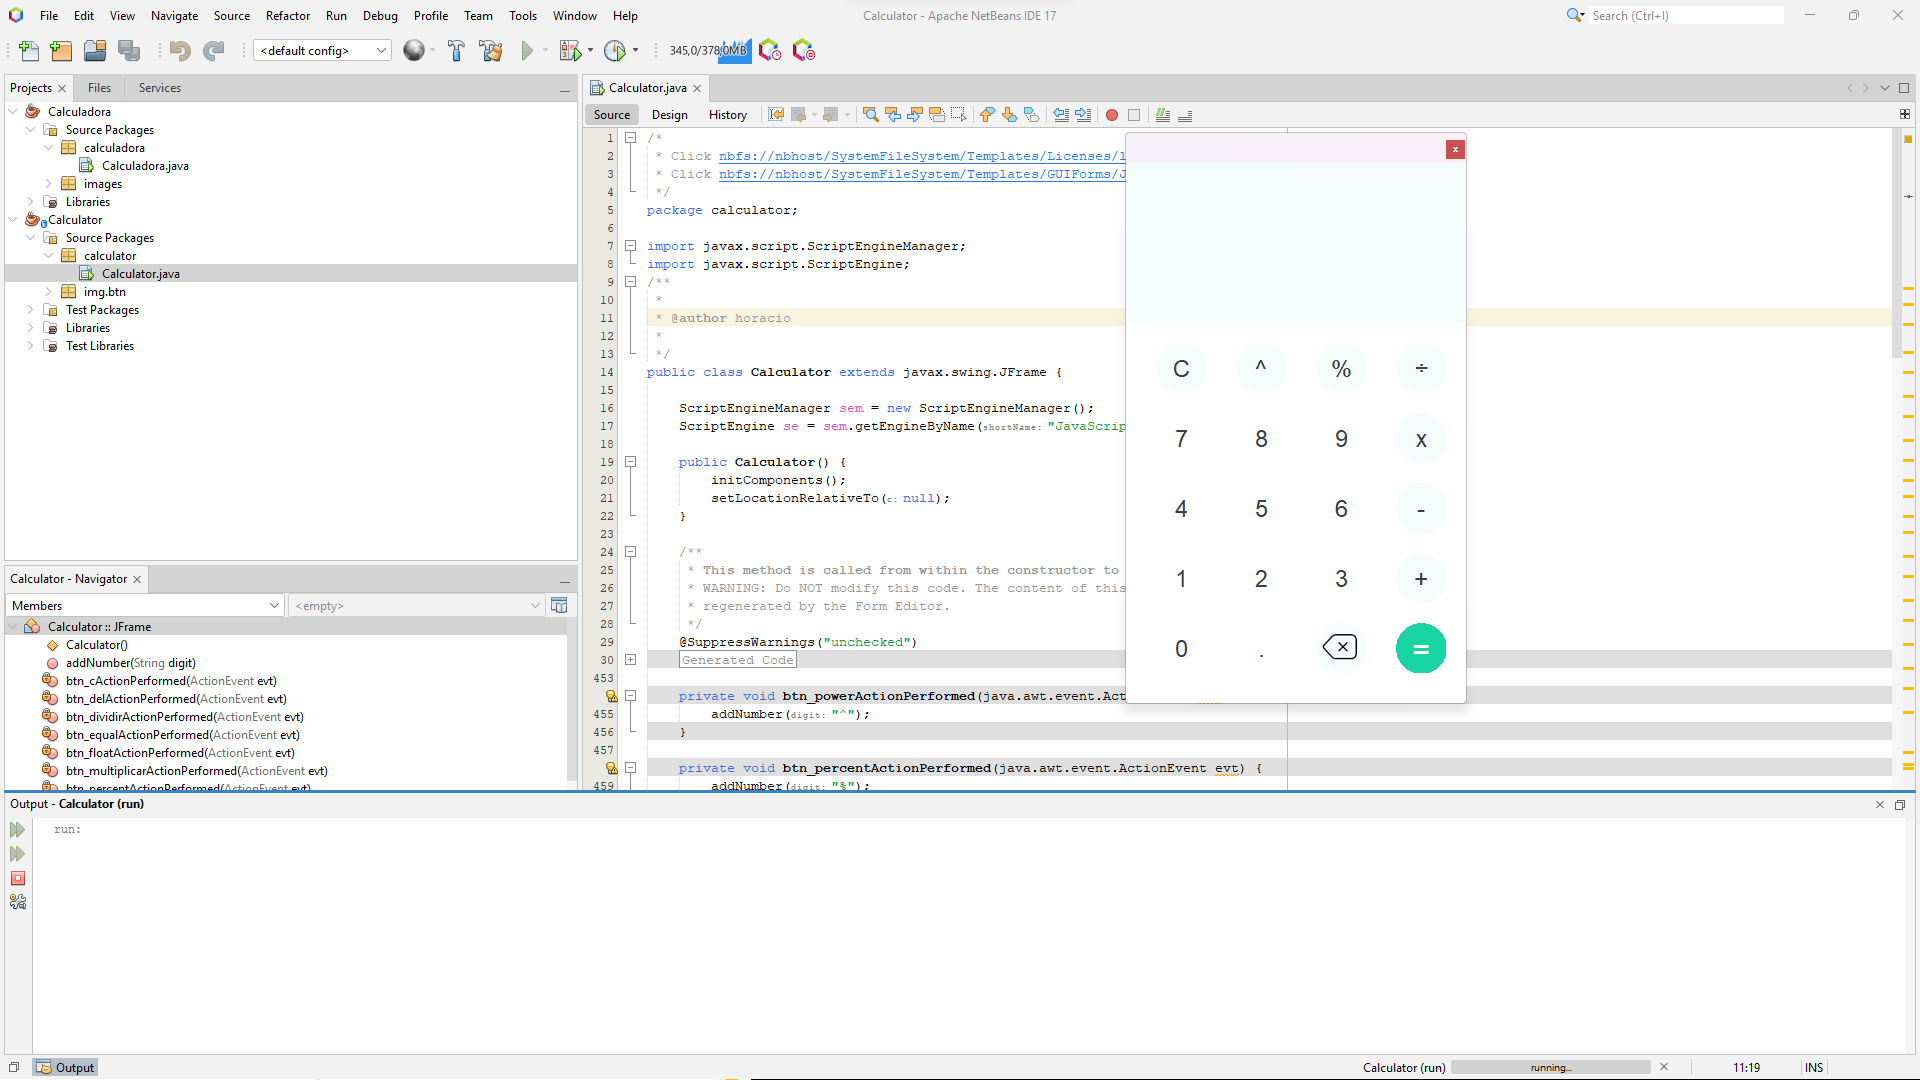 File Edit View Navigate Source Refactor Run Debug Profile Team Tools Window Help
Calculator - Apache NetBeans IDE 17
Search (Ctrl+I)
<default config>
345,0/378,0MB
Projects Files Services
Calculadora
Source Packages
calculadora
Calculadora.java
images
Libraries
Calculator
Source Packages
calculator
Calculator.java
img.btn
Test Packages
Libraries
Test Libraries
Calculator - Navigator
Members
<empty>
Calculator :: JFrame
Calculator()
addNumber(String digit)
btn_cActionPerformed(ActionEvent evt)
btn_delActionPerformed(ActionEvent evt)
btn_dividirActionPerformed(ActionEvent evt)
btn_equalActionPerformed(ActionEvent evt)
btn_floatActionPerformed(ActionEvent evt)
btn_multiplicarActionPerformed(ActionEvent evt)
btn_percentActionPerformed(ActionEvent evt)
Calculator.java
Source Design History
1 /*
2 * Click nbfs://nbhost/SystemFileSystem/Templates/Licenses/l
3 * Click nbfs://nbhost/SystemFileSystem/Templates/GUIForms/J
4 */
5 package calculator;
6
7 import javax.script.ScriptEngineManager;
8 import javax.script.ScriptEngine;
9 /**
10 *
11 * @author horacio
12 *
13 */
14 public class Calculator extends javax.swing.JFrame {
15
16 ScriptEngineManager sem = new ScriptEngineManager();
17 ScriptEngine se = sem.getEngineByName(shortName: "JavaScrip
18
19 public Calculator() {
20 initComponents();
21 setLocationRelativeTo(c: null);
22 }
23
24 /**
25 * This method is called from within the constructor to
26 * WARNING: Do NOT modify this code. The content of this
27 * regenerated by the Form Editor.
28 */
29 @SuppressWarnings("unchecked")
30 Generated Code
453
private void btn_powerActionPerformed(java.awt.event.Act
455 addNumber(digit: "^");
456 }
457
private void btn_percentActionPerformed(java.awt.event.ActionEvent evt) {
459 addNumber(digit: "%");
x
C ^ % ÷
7 8 9 x
4 5 6 -
1 2 3 +
0 . =
Output - Calculator (run)
run:
Output
Calculator (run) running... 11:19 INS